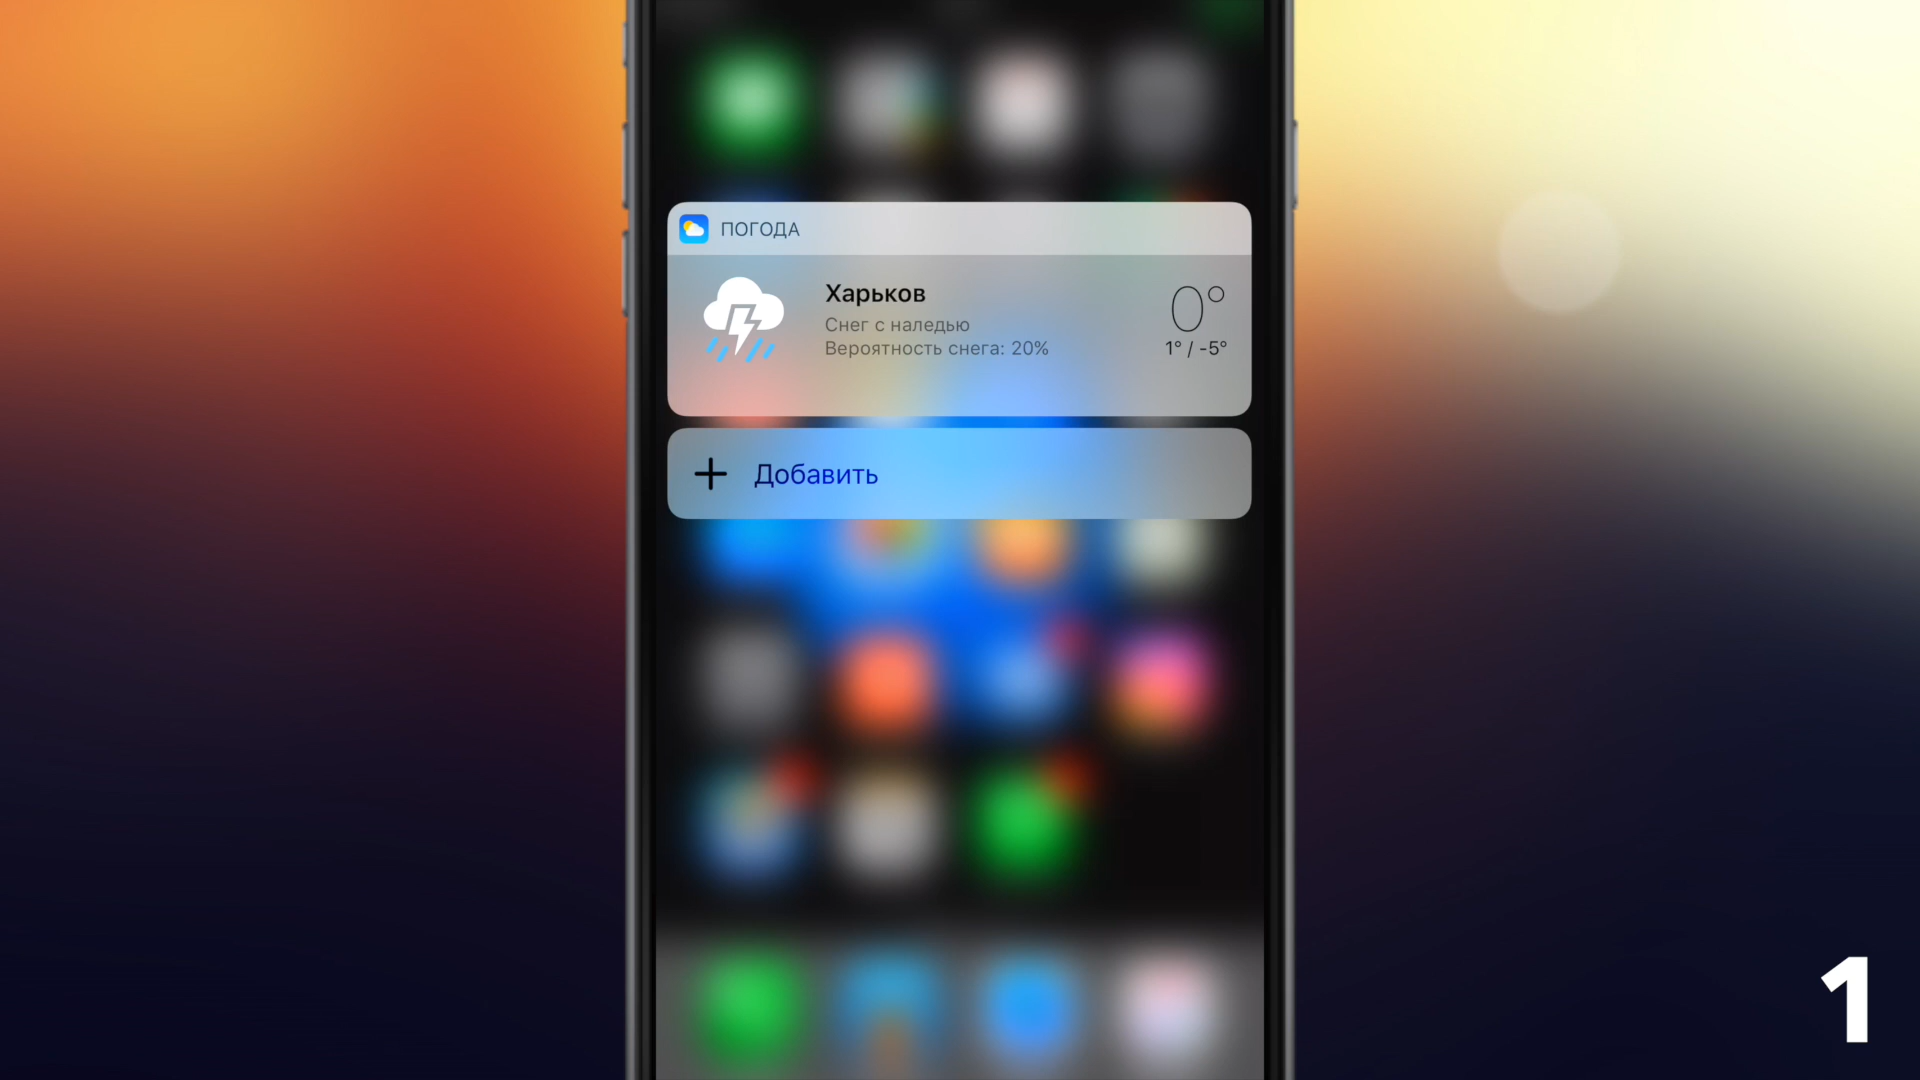 ПОГОДА
Харьков
Снег с наледью
Вероятность снега: 20%
0°
1° / -5°
Добавить
1